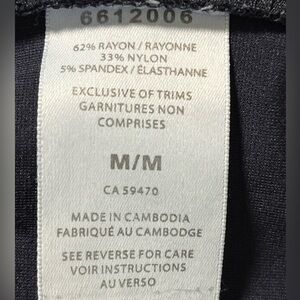 6612006
62% RAYON / RAYONNE
33% NYLON
5% SPANDEX / ÉLASTHANNE
EXCLUSIVE OF TRIMS
GARNITURES NON
COMPRISES
M/M
CA 59470
MADE IN CAMBODIA
FABRIQUÉ AU CAMBODGE
SEE REVERSE FOR CARE
VOIR INSTRUCTIONS
AU VERSO